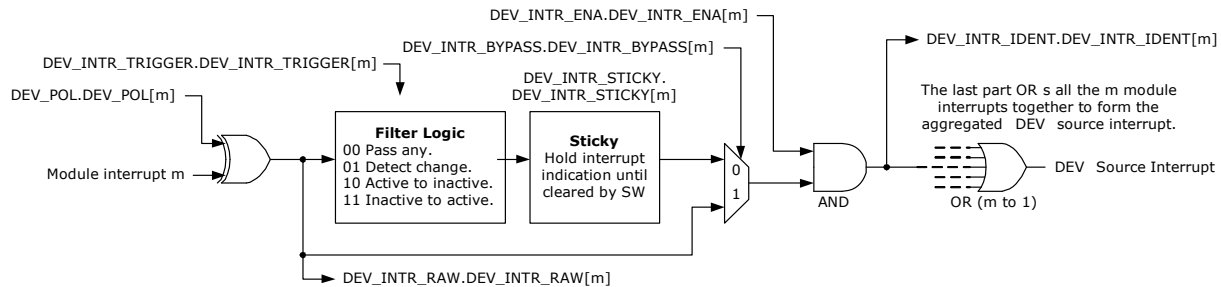 DEV_INTR_ENA.DEV_INTR_ENA[m]
DEV_INTR_BYPASS.DEV_INTR_BYPASS[m]
DEV_INTR_IDENT.DEV_INTR_IDENT[m]
DEV_INTR_TRIGGER.DEV_INTR_TRIGGER[m]
DEV_INTR_STICKY.
DEV_INTR_STICKY[m]
DEV_POL.DEV_POL[m]
The last part OR s all the m module
interrupts together to form the
aggregated DEV source interrupt.
Filter Logic
00 Pass any.
01 Detect change.
10 Active to inactive.
11 Inactive to active.
Sticky
Hold interrupt
indication until
cleared by SW
0
1
Module interrupt m
AND
DEV Source Interrupt
OR (m to 1)
DEV_INTR_RAW.DEV_INTR_RAW[m]